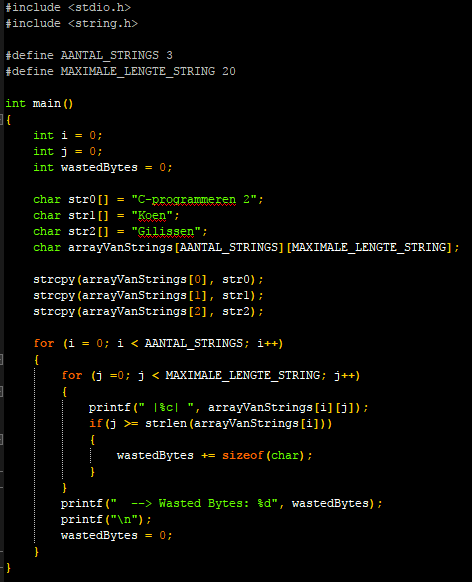 #include <stdio.h>
#include <string.h>
#define AANTAL_STRINGS 3
#define MAXIMALE_LENGTE_STRING 20
int main()
{
int i = 0;
int j = 0;
int wastedBytes = 0;
char str0[] = "C-programmeren 2";
char str1[] = "Koen";
char str2[] = "Gilissen";
char arrayVanStrings[AANTAL_STRINGS][MAXIMALE_LENGTE_STRING];
strcpy(arrayVanStrings[0], str0);
strcpy(arrayVanStrings[1], str1);
strcpy(arrayVanStrings[2], str2);
for (i = 0; i < AANTAL_STRINGS; i++)
{
for (j =0; j < MAXIMALE_LENGTE_STRING; j++)
{
printf(" |%c| ", arrayVanStrings[i][j]);
if(j >= strlen(arrayVanStrings[i]))
{
wastedBytes += sizeof(char);
}
}
printf("  --> Wasted Bytes: %d", wastedBytes);
printf("\n");
wastedBytes = 0;
}
}